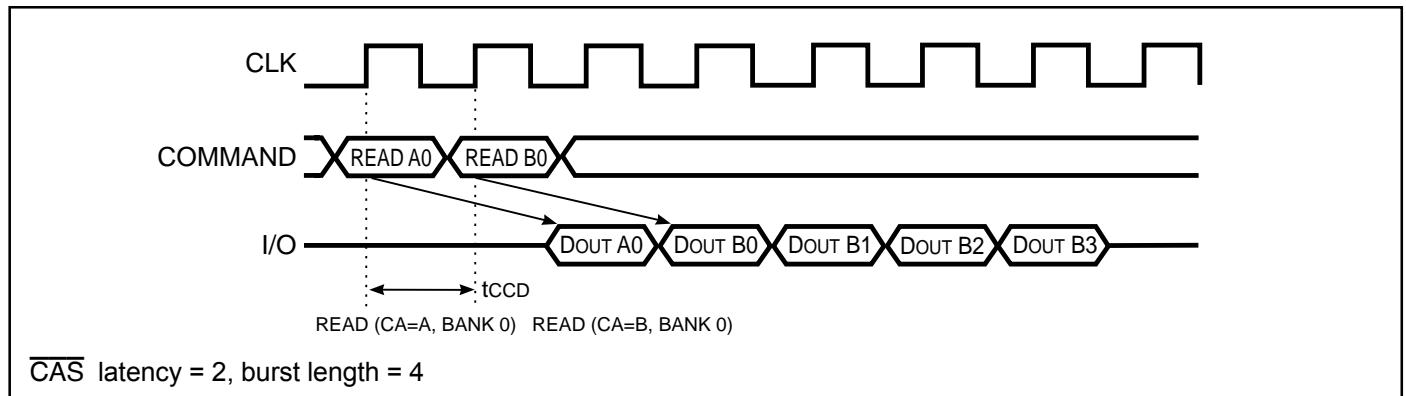 CLK
COMMAND READ A0 READ B0
I/O DOUT A0 DOUT B0 DOUT B1 DOUT B2 DOUT B3
tCCD
READ (CA=A, BANK 0) READ (CA=B, BANK 0)
CAS latency = 2, burst length = 4